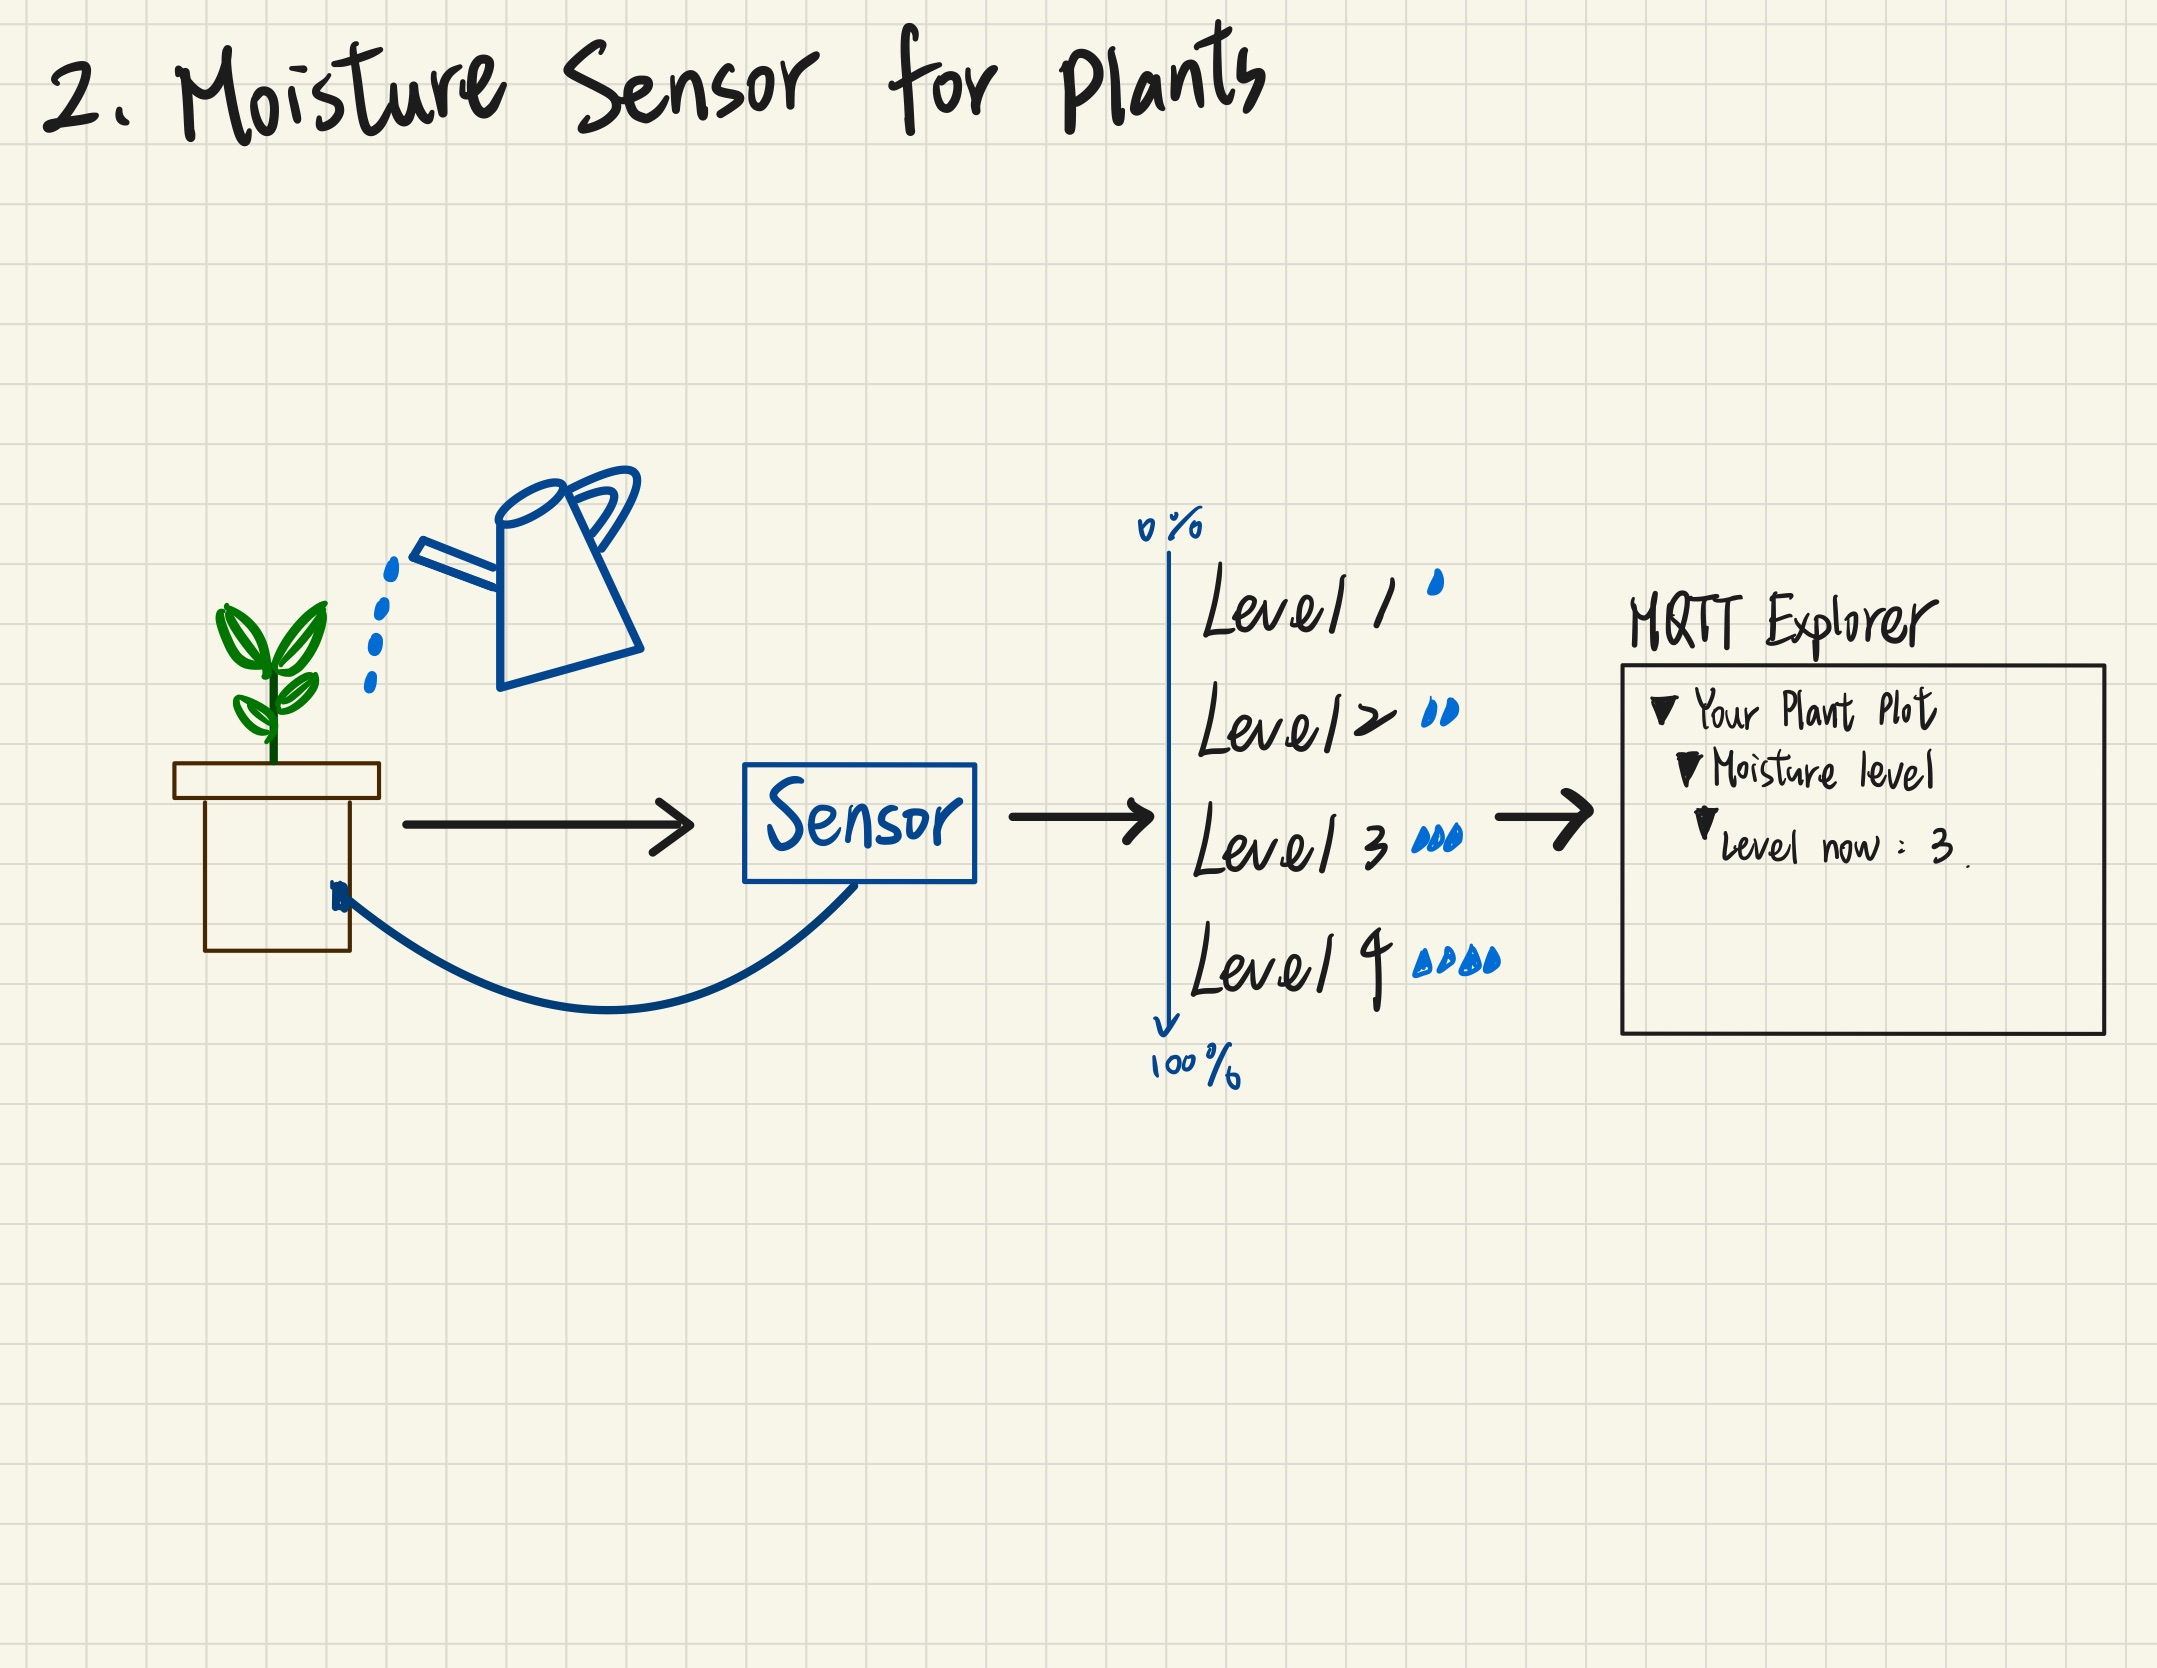 2. Moisture Sensor for Plants
Sensor
0%
Level 1
Level 2
Level 3
Level 4
100%
MQTT Explorer
Your Plant Plot
Moisture level
Level now : 3.